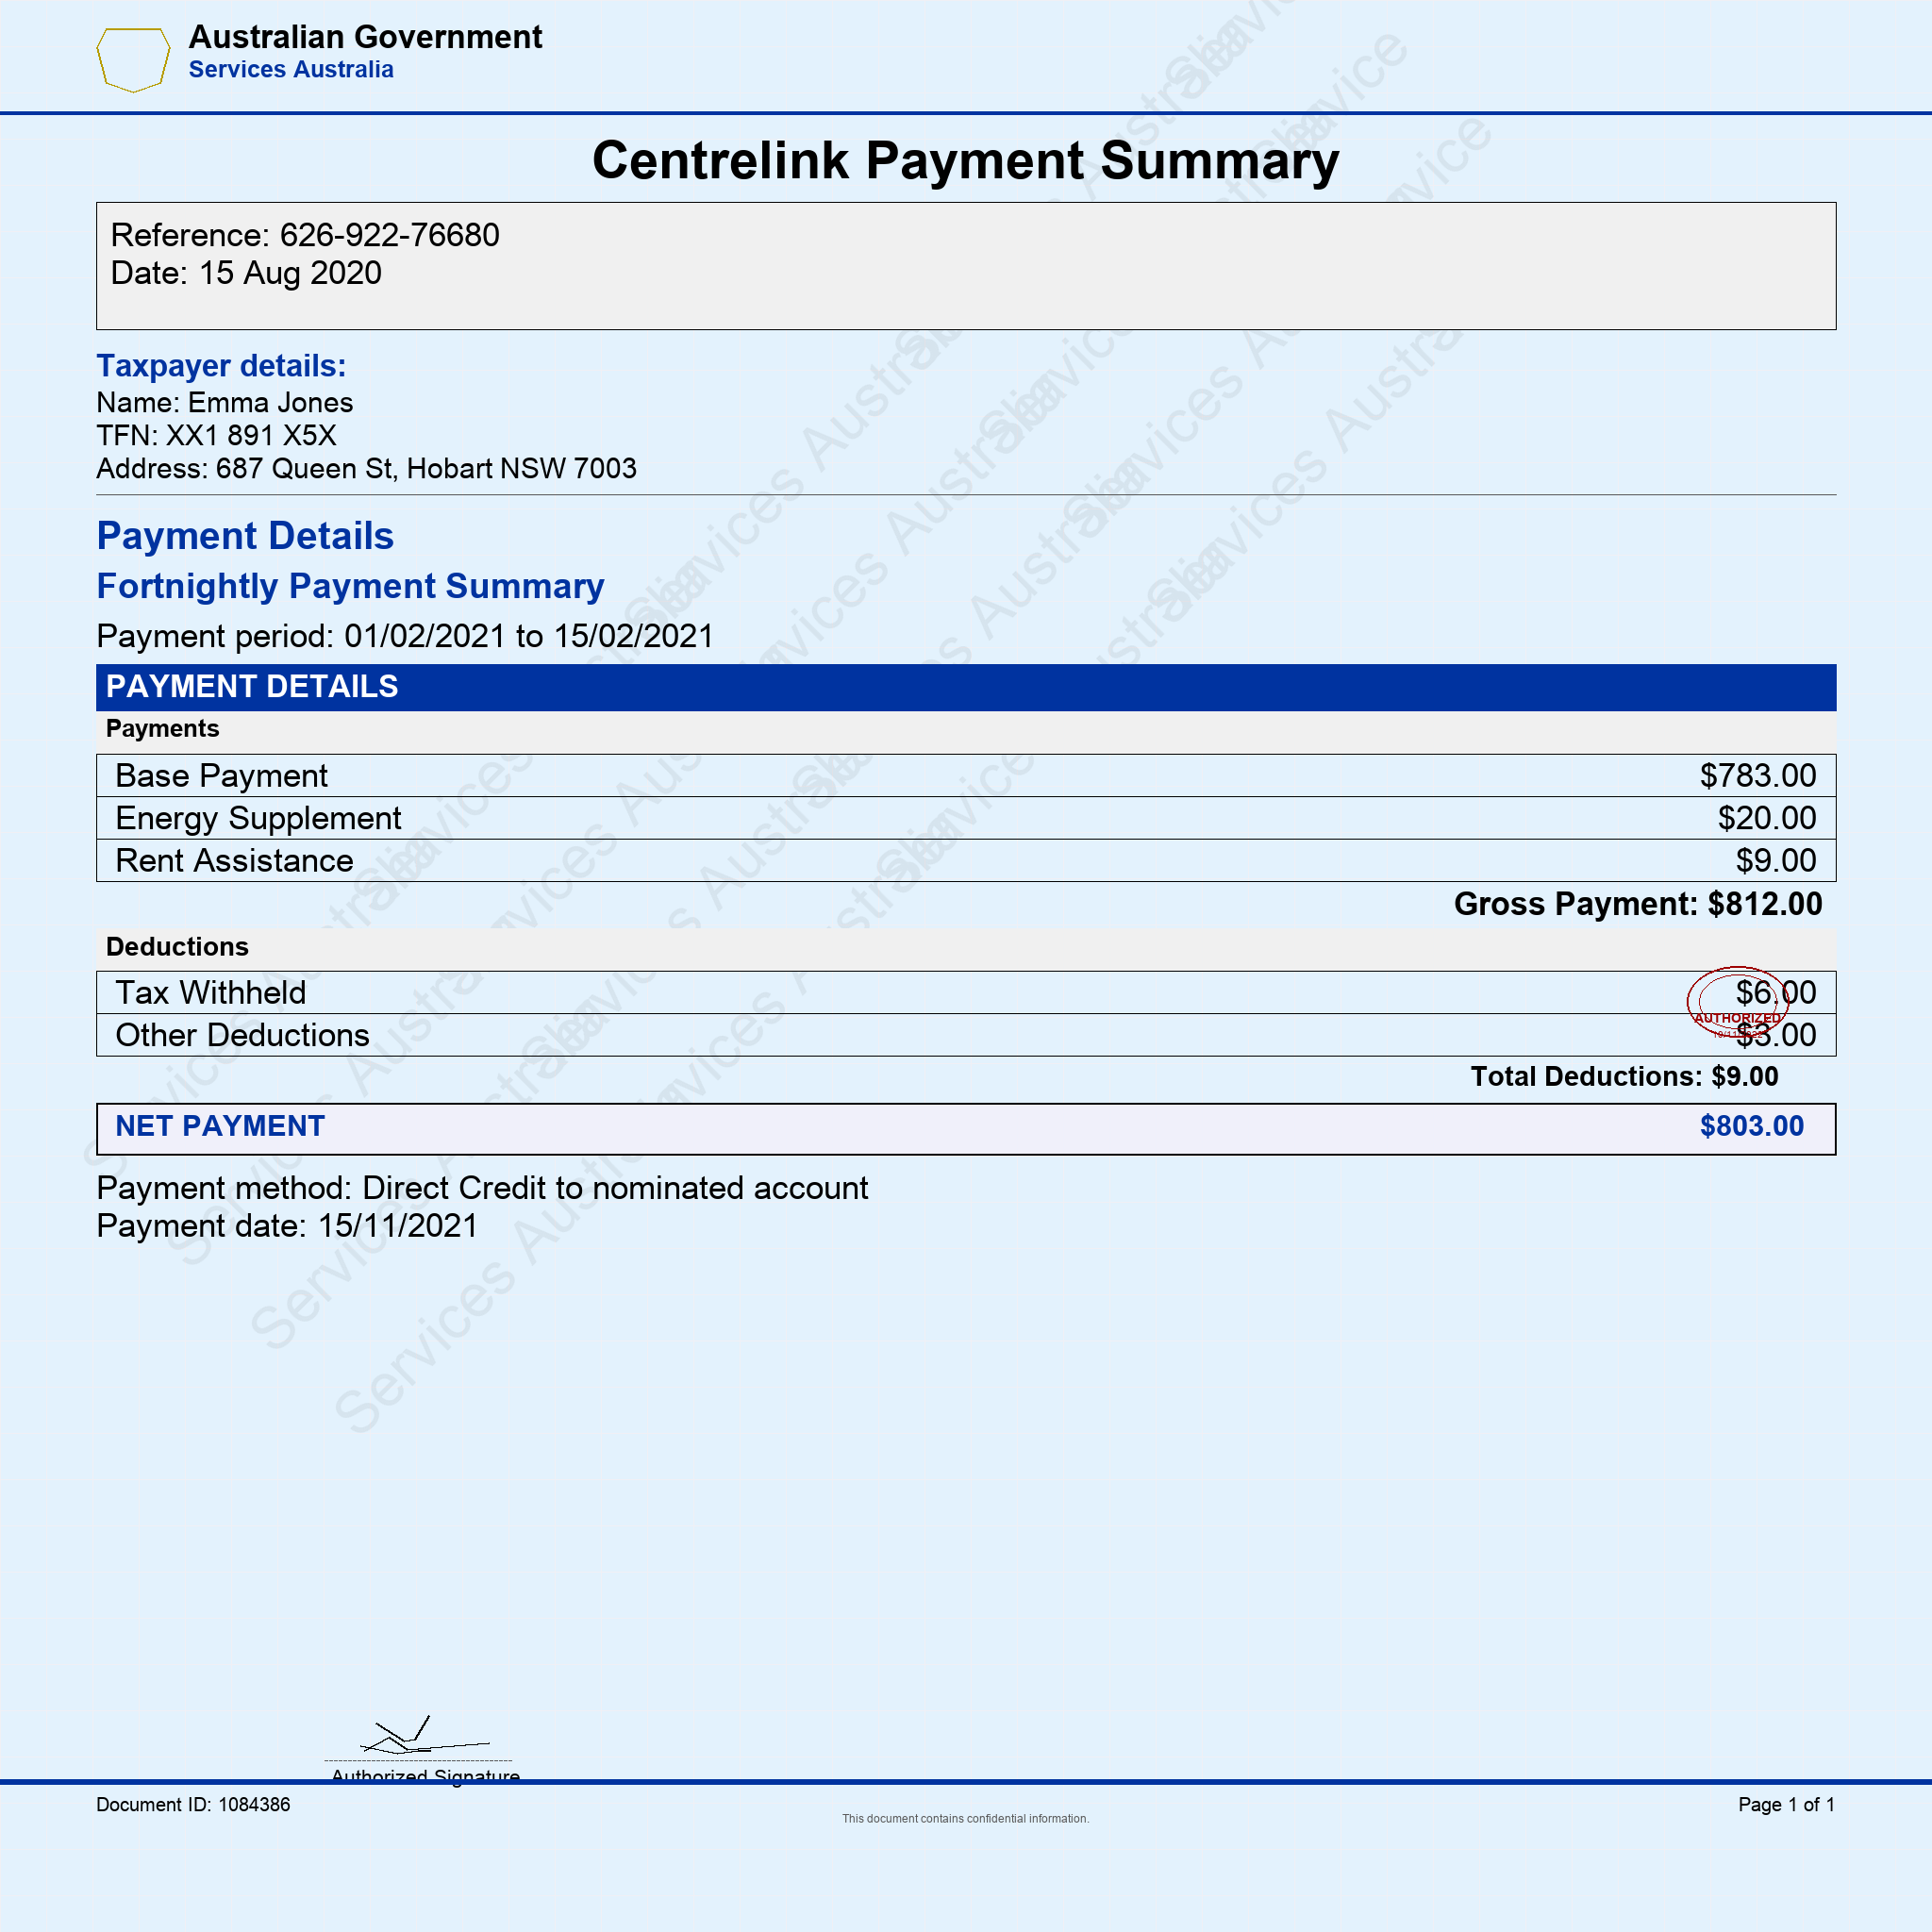 Australian Government
Services Australia
Centrelink Payment Summary
Reference: 626-922-76680
Date: 15 Aug 2020
Taxpayer details:
Name: Emma Jones
TFN: XX1 891 X5X
Address: 687 Queen St, Hobart NSW 7003
Payment Details
Fortnightly Payment Summary
Payment period: 01/02/2021 to 15/02/2021
PAYMENT DETAILS
Payments
Base Payment $783.00
Energy Supplement $20.00
Rent Assistance $9.00
Gross Payment: $812.00
Deductions
Tax Withheld $6.00
AUTHORIZED
Other Deductions $3.00
Total Deductions: $9.00
NET PAYMENT $803.00
Payment method: Direct Credit to nominated account
Payment date: 15/11/2021
Authorized Signature
Document ID: 1084386
Page 1 of 1
This document contains confidential information.